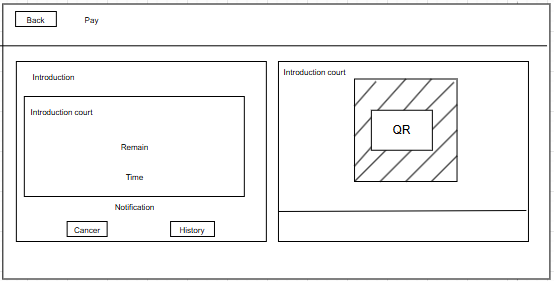 Back
Pay
Introduction
Introduction court
Remain
Time
Notification
Cancer
History
Introduction court
QR